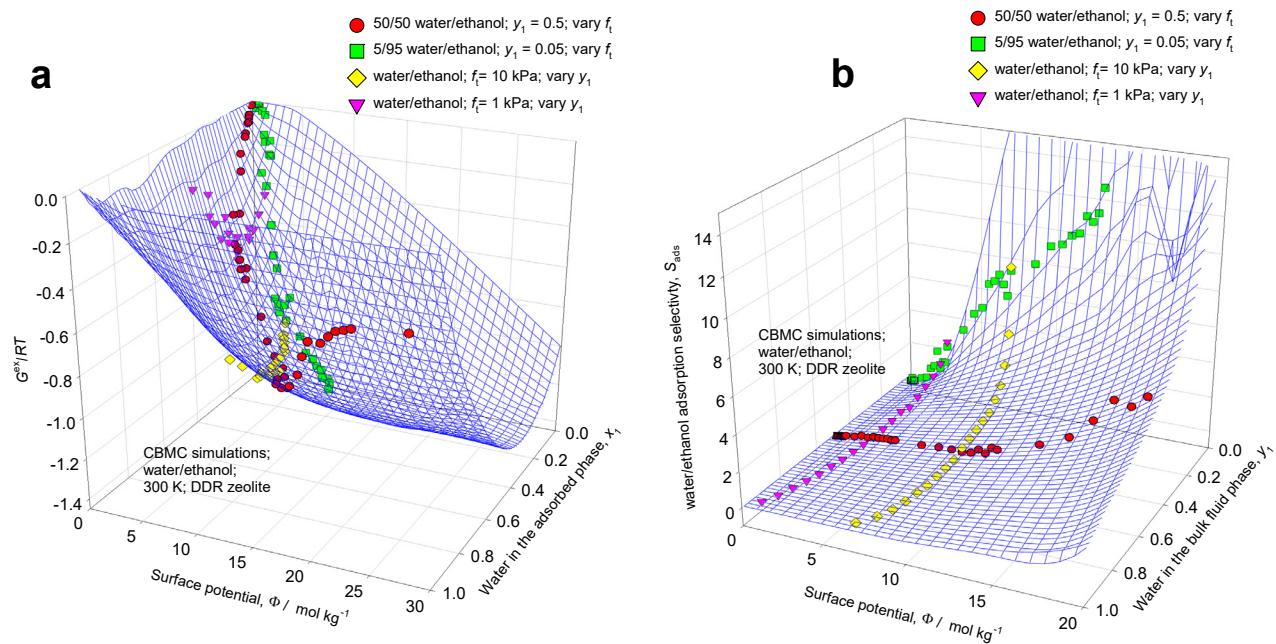 a
50/50 water/ethanol; y1 = 0.5; vary ft
5/95 water/ethanol; y1 = 0.05; vary ft
water/ethanol; ft= 10 kPa; vary y1
water/ethanol; ft= 1 kPa; vary y1
Gex/RT
0.0
-0.2
-0.4
-0.6
-0.8
-1.0
-1.2
-1.4
CBMC simulations;
water/ethanol;
300 K; DDR zeolite
0
5
10
15
20
25
30
Surface potential, Φ / mol kg-1
0.0
0.2
0.4
0.6
0.8
1.0
Water in the adsorbed phase, x1
b
50/50 water/ethanol; y1 = 0.5; vary ft
5/95 water/ethanol; y1 = 0.05; vary ft
water/ethanol; ft= 10 kPa; vary y1
water/ethanol; ft= 1 kPa; vary y1
water/ethanol adsorption selectivty, Sads
14
12
10
8
6
4
2
0
CBMC simulations;
water/ethanol;
300 K; DDR zeolite
0
5
10
15
20
Surface potential, Φ / mol kg-1
0.0
0.2
0.4
0.6
0.8
1.0
Water in the bulk fluid phase, y1